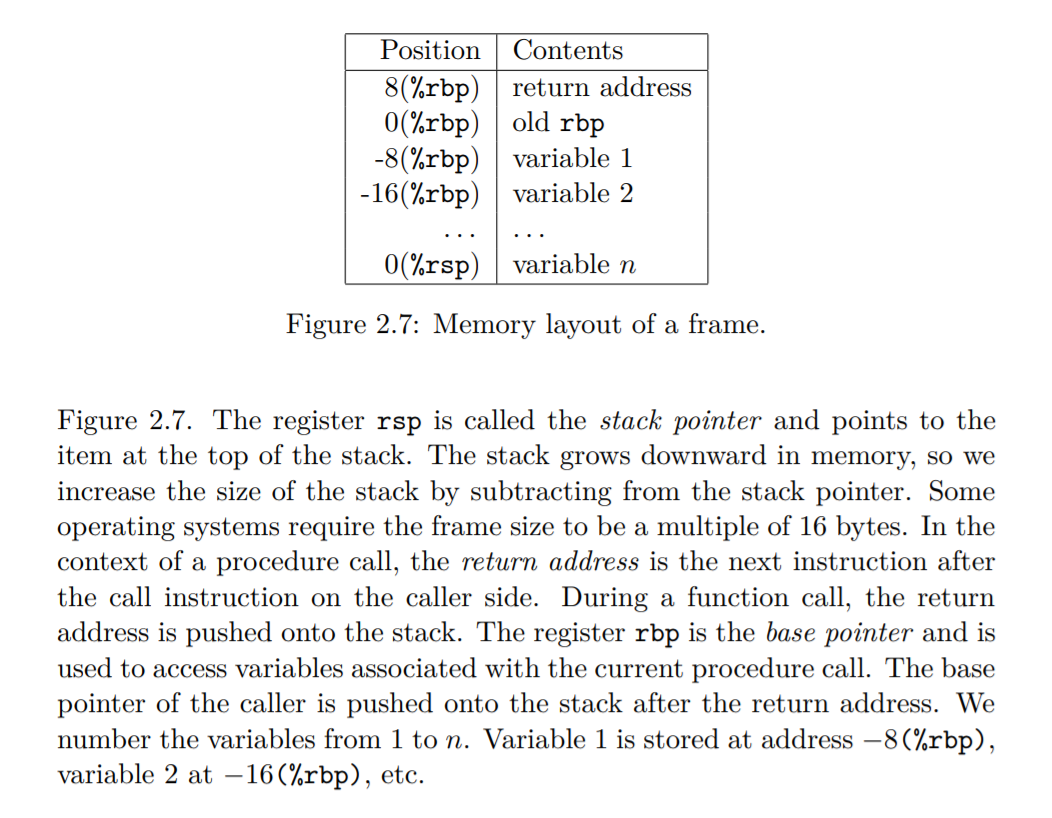 Position Contents
8(%rbp) return address
0(%rbp) old rbp
-8(%rbp) variable 1
-16(%rbp) variable 2
... ...
0(%rsp) variable n
Figure 2.7: Memory layout of a frame.
Figure 2.7. The register rsp is called the stack pointer and points to the
item at the top of the stack. The stack grows downward in memory, so we
increase the size of the stack by subtracting from the stack pointer. Some
operating systems require the frame size to be a multiple of 16 bytes. In the
context of a procedure call, the return address is the next instruction after
the call instruction on the caller side. During a function call, the return
address is pushed onto the stack. The register rbp is the base pointer and is
used to access variables associated with the current procedure call. The base
pointer of the caller is pushed onto the stack after the return address. We
number the variables from 1 to n. Variable 1 is stored at address −8(%rbp),
variable 2 at −16(%rbp), etc.